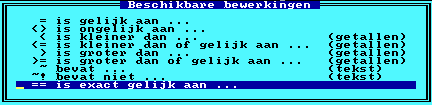 Beschikbare bewerkingen
= is gelijk aan ...
<> is ongelijk aan ...
< is kleiner dan ... (getallen)
<= is kleiner dan of gelijk aan ... (getallen)
> is groter dan ... (getallen)
>= is groter dan of gelijk aan ... (getallen)
~ bevat ... (tekst)
~! bevat niet ... (tekst)
== is exact gelijk aan ...